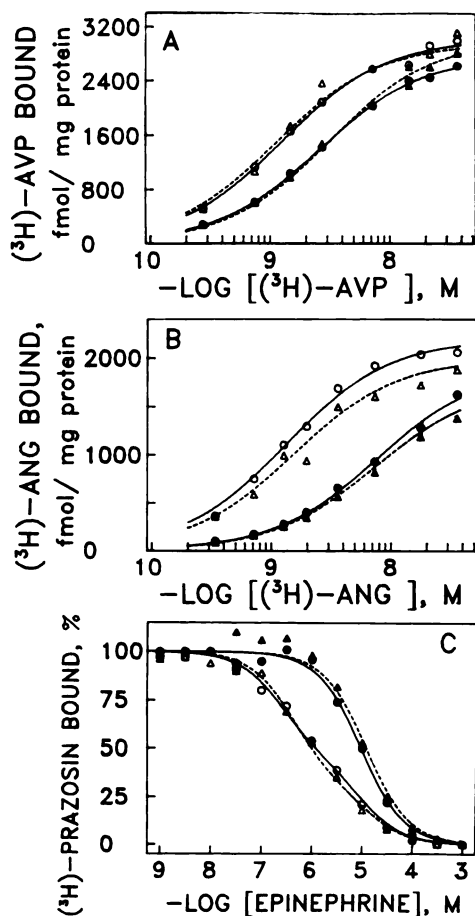 A
(³H)-AVP BOUND
fmol/ mg protein
3200
2400
1600
800
0
10 9 8
-LOG [(³H)-AVP ], M
B
(³H)-ANG BOUND,
fmol/ mg protein
2000
1000
0
10 9 8
-LOG [(³H)-ANG ], M
C
(³H)-PRAZOSIN BOUND, %
100
75
50
25
0
9 8 7 6 5 4 3
-LOG [EPINEPHRINE], M